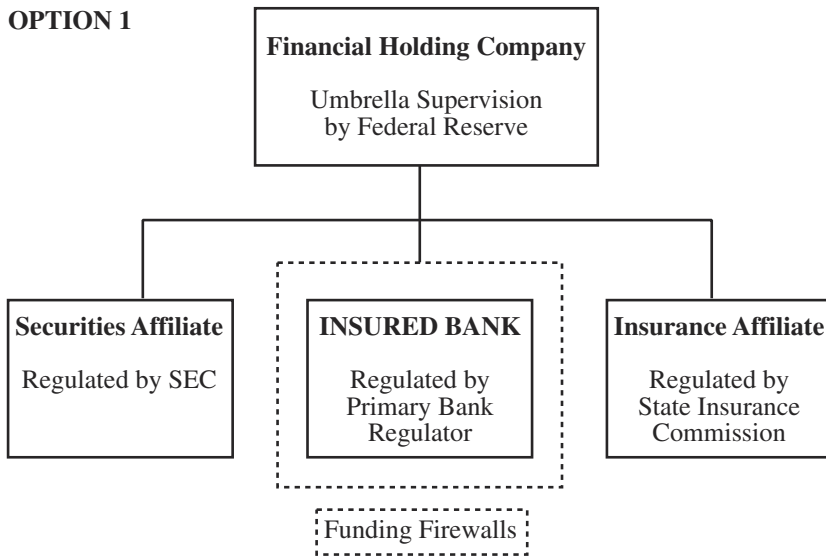 OPTION 1
Financial Holding Company
Umbrella Supervision
by Federal Reserve
Securities Affiliate
Regulated by SEC
INSURED BANK
Regulated by
Primary Bank
Regulator
Insurance Affiliate
Regulated by
State Insurance
Commission
Funding Firewalls